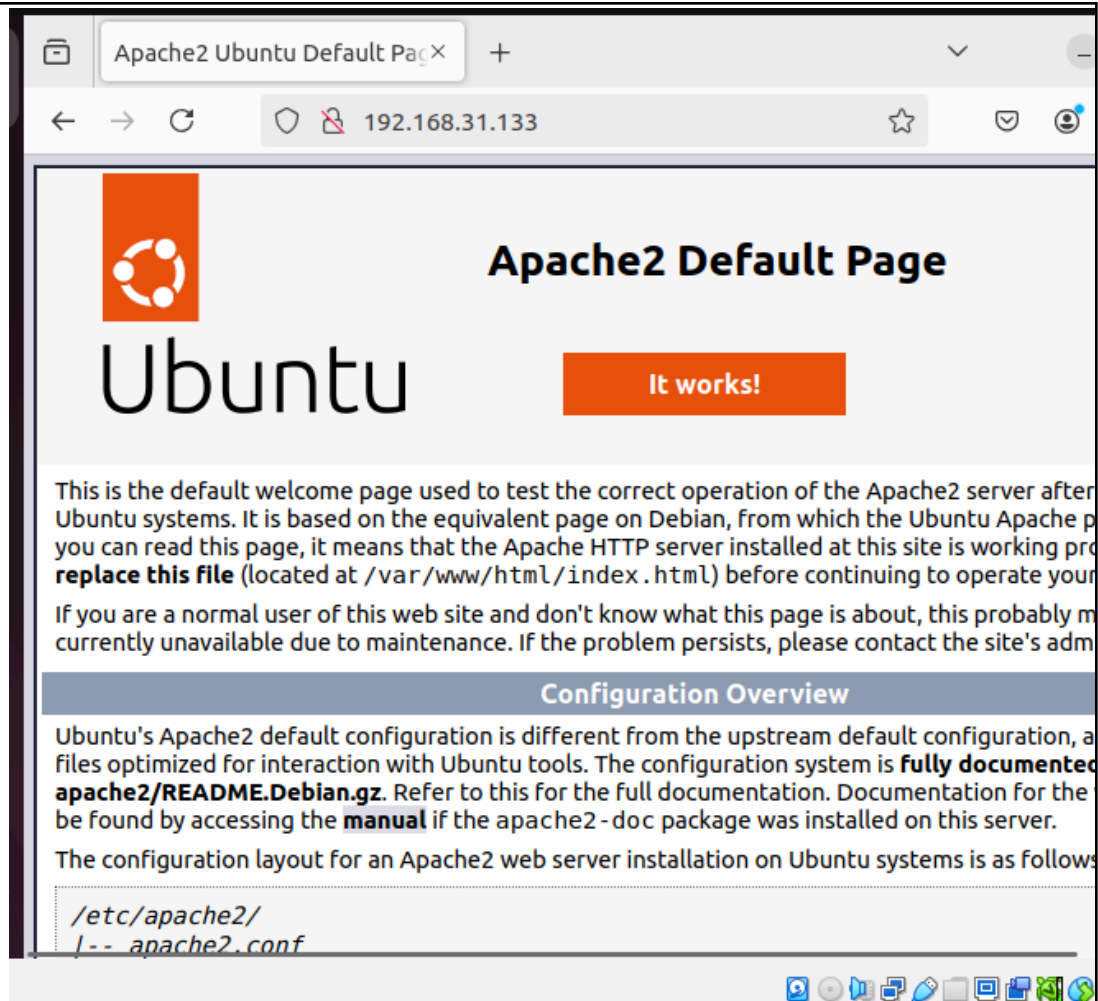 Apache2 Ubuntu Default Pag
192.168.31.133
Apache2 Default Page
Ubuntu
It works!
This is the default welcome page used to test the correct operation of the Apache2 server after
Ubuntu systems. It is based on the equivalent page on Debian, from which the Ubuntu Apache p
you can read this page, it means that the Apache HTTP server installed at this site is working pro
replace this file (located at /var/www/html/index.html) before continuing to operate your
If you are a normal user of this web site and don't know what this page is about, this probably m
currently unavailable due to maintenance. If the problem persists, please contact the site's adm
Configuration Overview
Ubuntu's Apache2 default configuration is different from the upstream default configuration, a
files optimized for interaction with Ubuntu tools. The configuration system is fully documented
apache2/README.Debian.gz. Refer to this for the full documentation. Documentation for the
be found by accessing the manual if the apache2-doc package was installed on this server.
The configuration layout for an Apache2 web server installation on Ubuntu systems is as follows
/etc/apache2/
|-- apache2.conf